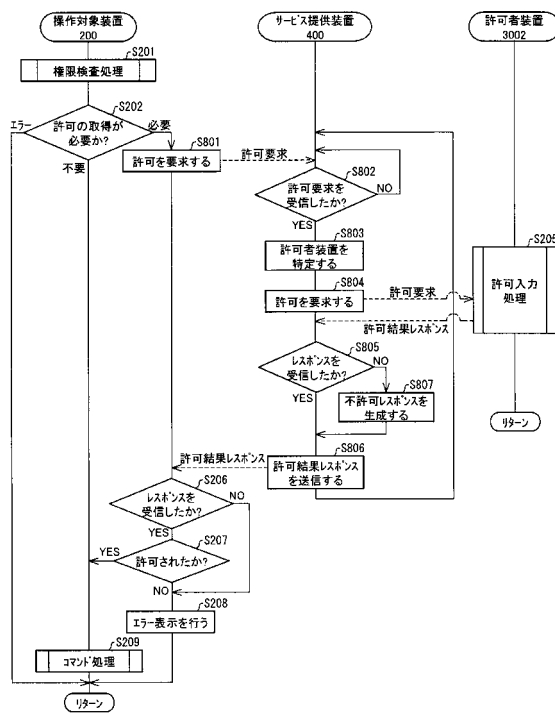 操作対象装置
200
サービス提供装置
400
許可者装置
3002
S201
権限検査処理
S202
許可の取得が
必要か?
エラー
必要
不要
S801
許可を要求する
許可要求
S802
許可要求を
受信したか?
NO
YES
S803
許可者装置を
特定する
S804
許可を要求する
許可要求
S205
許可入力
処理
許可結果レスポンス
S805
レスポンスを
受信したか?
NO
YES
S807
不許可レスポンスを
生成する
リターン
S806
許可結果レスポンス
を送信する
許可結果レスポンス
S206
レスポンスを
受信したか?
NO
YES
S207
許可されたか?
YES
NO
S208
エラー表示を行う
S209
コマンド処理
リターン